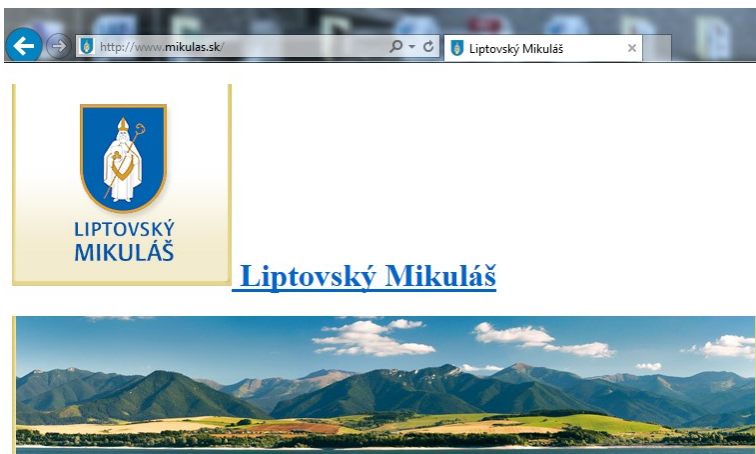 http://www.mikulas.sk/
Liptovský Mikuláš
LIPTOVSKÝ
MIKULÁŠ
Liptovský Mikuláš